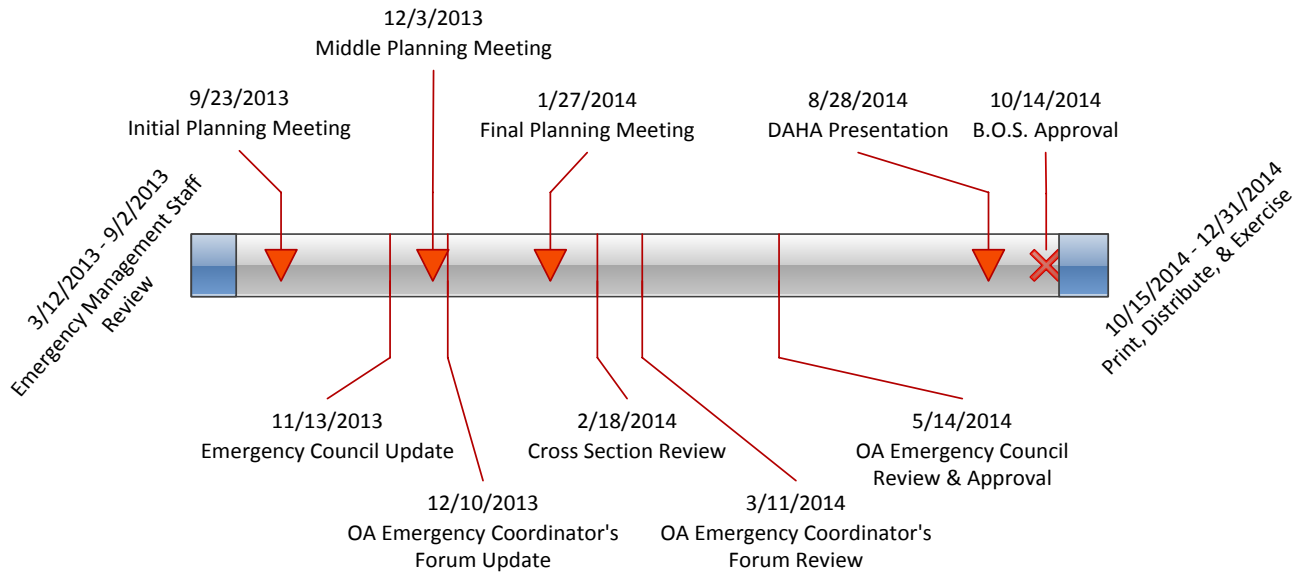 12/3/2013
Middle Planning Meeting
9/23/2013
Initial Planning Meeting
1/27/2014
Final Planning Meeting
8/28/2014
DAHA Presentation
10/14/2014
B.O.S. Approval
3/12/2013 - 9/2/2013
Emergency Management Staff
Review
10/15/2014 - 12/31/2014
Print, Distribute, & Exercise
11/13/2013
Emergency Council Update
2/18/2014
Cross Section Review
5/14/2014
OA Emergency Council
Review & Approval
12/10/2013
OA Emergency Coordinator's
Forum Update
3/11/2014
OA Emergency Coordinator's
Forum Review